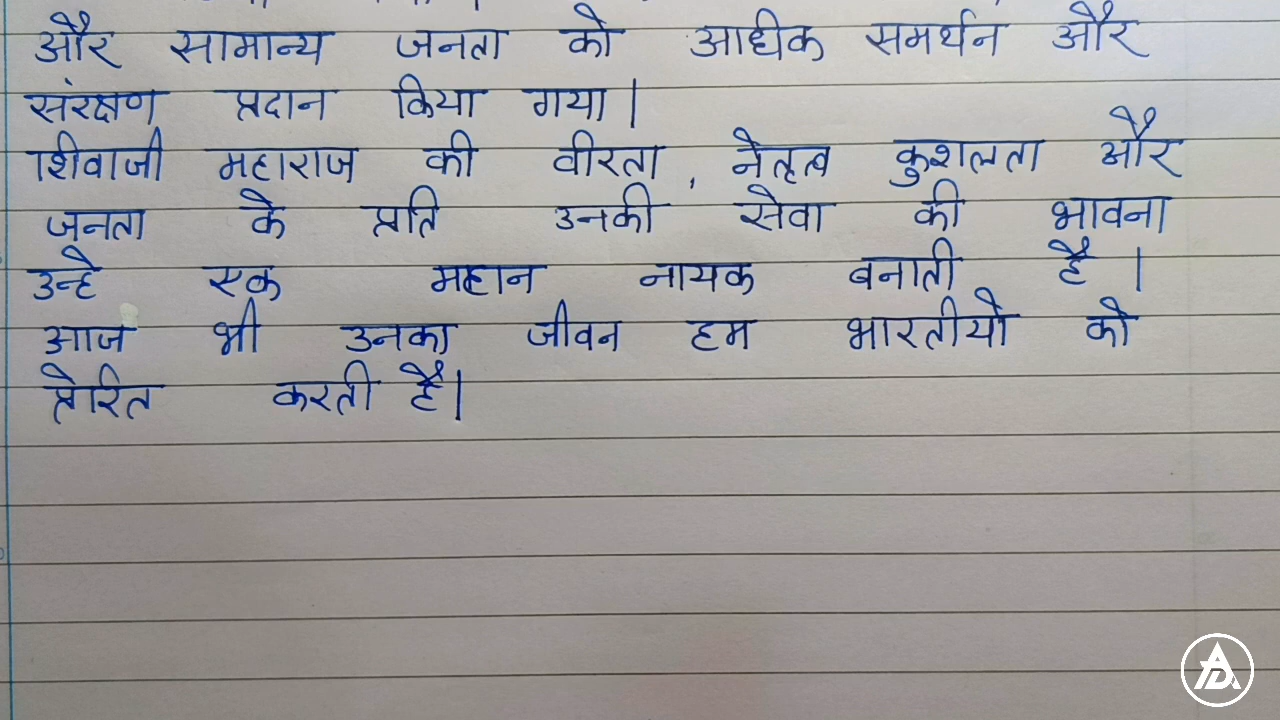 और सामान्य जनता को आधीक समर्थन और
संरक्षण प्रदान किया गया।
शिवाजी महाराज की वीरता, नेतृत्व कुशलता और
जनता के प्रति उनकी सेवा की भावना
उन्हे एक महान नायक बनाती है।
आज भी उनका जीवन हम भारतीयो को
प्रेरित करती है।